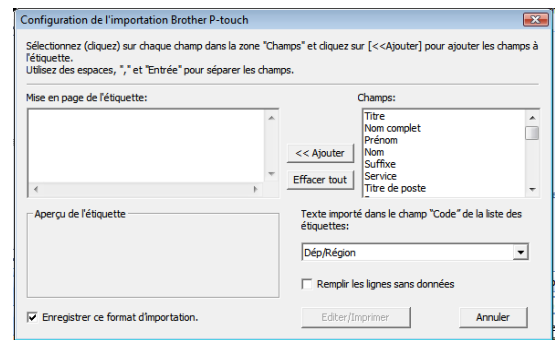 Configuration de l'importation Brother P-touch
Sélectionnez (cliquez) sur chaque champ dans la zone "Champs" et cliquez sur [<<Ajouter] pour ajouter les champs à
l'étiquette.
Utilisez des espaces, "," et "Entrée" pour séparer les champs.
Mise en page de l'étiquette:
Champs:
Titre
Nom complet
Prénom
Nom
Suffixe
Service
Titre de poste
<< Ajouter
Effacer tout
Aperçu de l'étiquette
Texte importé dans le champ "Code" de la liste des
étiquettes:
Dép/Région
Remplir les lignes sans données
Enregistrer ce format d'importation.
Editer/Imprimer
Annuler